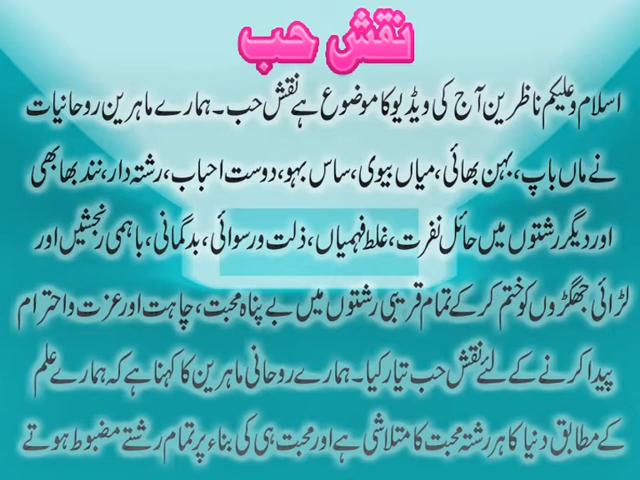 نقش حب
اسلام و علیکم ناظرین آج کی ویڈیو کا موضوع ہے نقش حب۔ ہمارے ماہرین روحانیات
نے ماں باپ، بہن بھائی، میاں بیوی، ساس بہو، دوست احباب، رشتہ دار، نند بھابھی
اور دیگر رشتوں میں حائل نفرت، غلط فہمیاں، ذلت و رسوائی، بدگمانی، باہمی رنجشیں اور
لڑائی جھگڑوں کو ختم کر کے تمام قریبی رشتوں میں بے پناہ محبت، چاہت اور عزت و احترام
پیدا کرنے کے لئے نقش حب تیار کیا۔ ہمارے روحانی ماہرین کا کہنا ہے کہ ہمارے علم
کے مطابق دنیا کا ہر رشتہ محبت کا متلاشی ہے اور محبت ہی کی بناء پر تمام رشتے مضبوط ہوتے